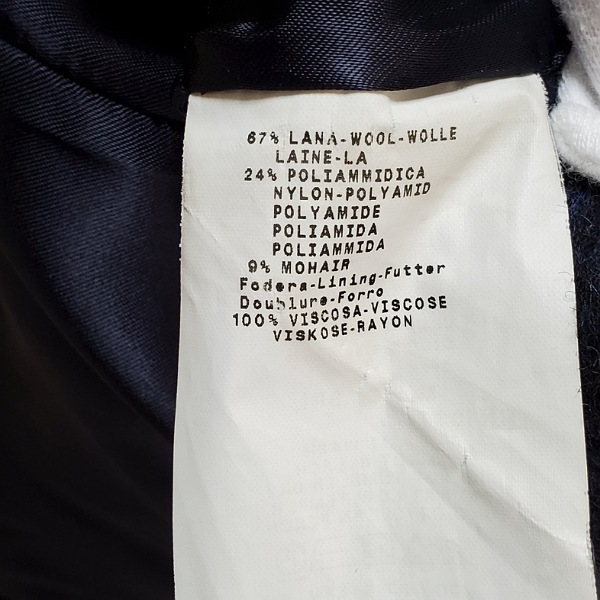 67% LANA-WOOL-WOLLE
LAINE-LA
24% POLIAMMIDICA
NYLON-POLYAMID
POLYAMIDE
POLIAMIDA
POLIAMMIDA
9% MOHAIR
Fodera-Lining-Futter
Doublure-Forro
100% VISCOSA-VISCOSE
VISKOSE-RAYON